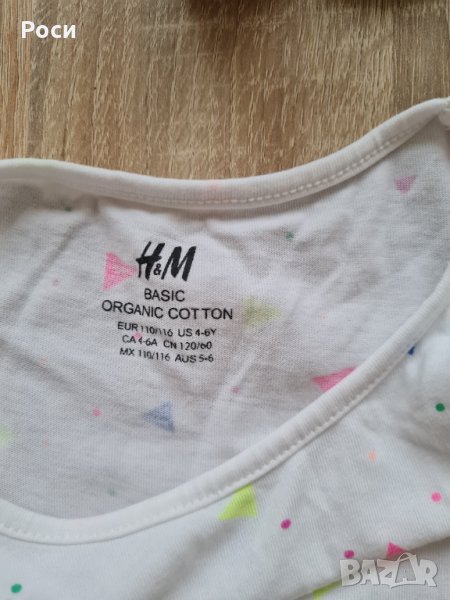 Роси
H&M
BASIC
ORGANIC COTTON
EUR 110/116 US 4-6Y
CA 4-6A CN 120/60
MX 110/116 AUS 5-6
BAZAR